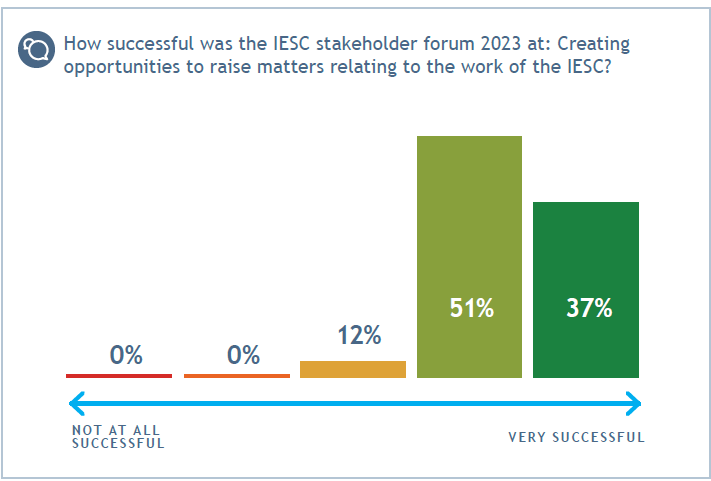 How successful was the IESC stakeholder forum 2023 at: Creating
opportunities to raise matters relating to the work of the IESC?
0%
0%
12%
51%
37%
NOT AT ALL
SUCCESSFUL
VERY SUCCESSFUL